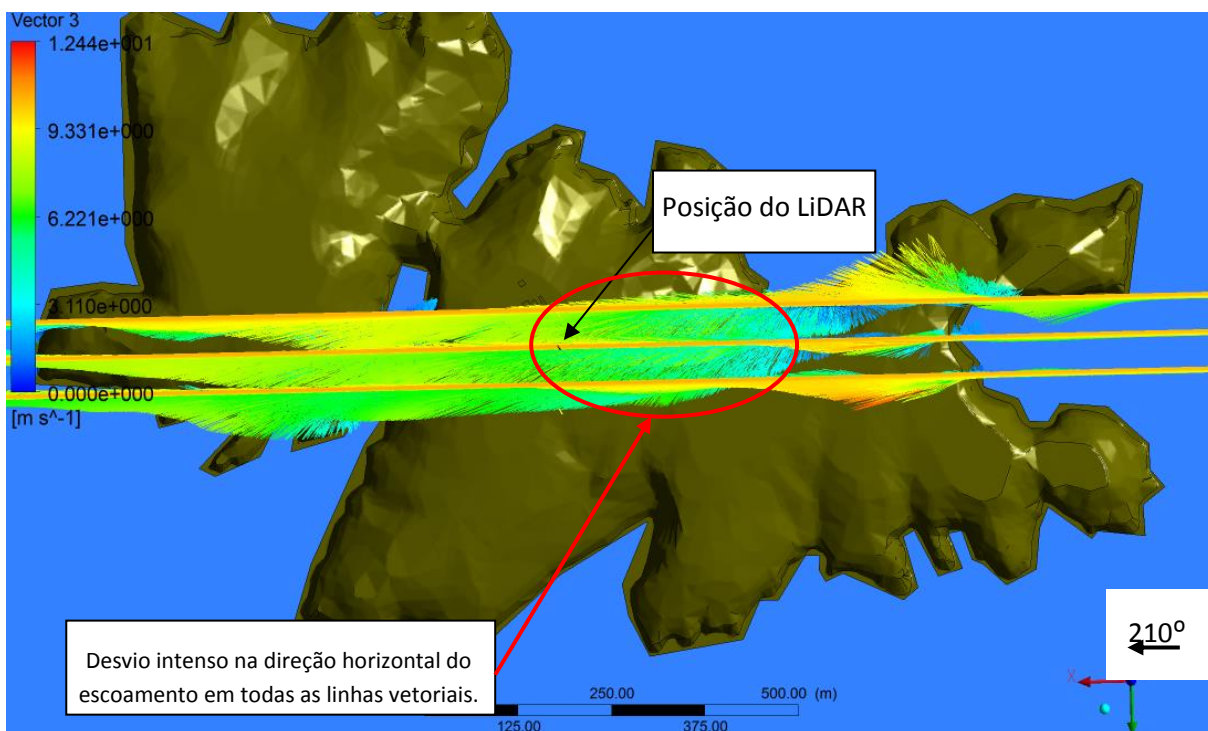 Vector 3
1.244e+001
9.331e+000
6.221e+000
3.110e+000
0.000e+000
[m s^-1]
Posição do LiDAR
Desvio intenso na direção horizontal do
escoamento em todas as linhas vetoriais.
210º
X
250.00
500.00 (m)
125.00
375.00